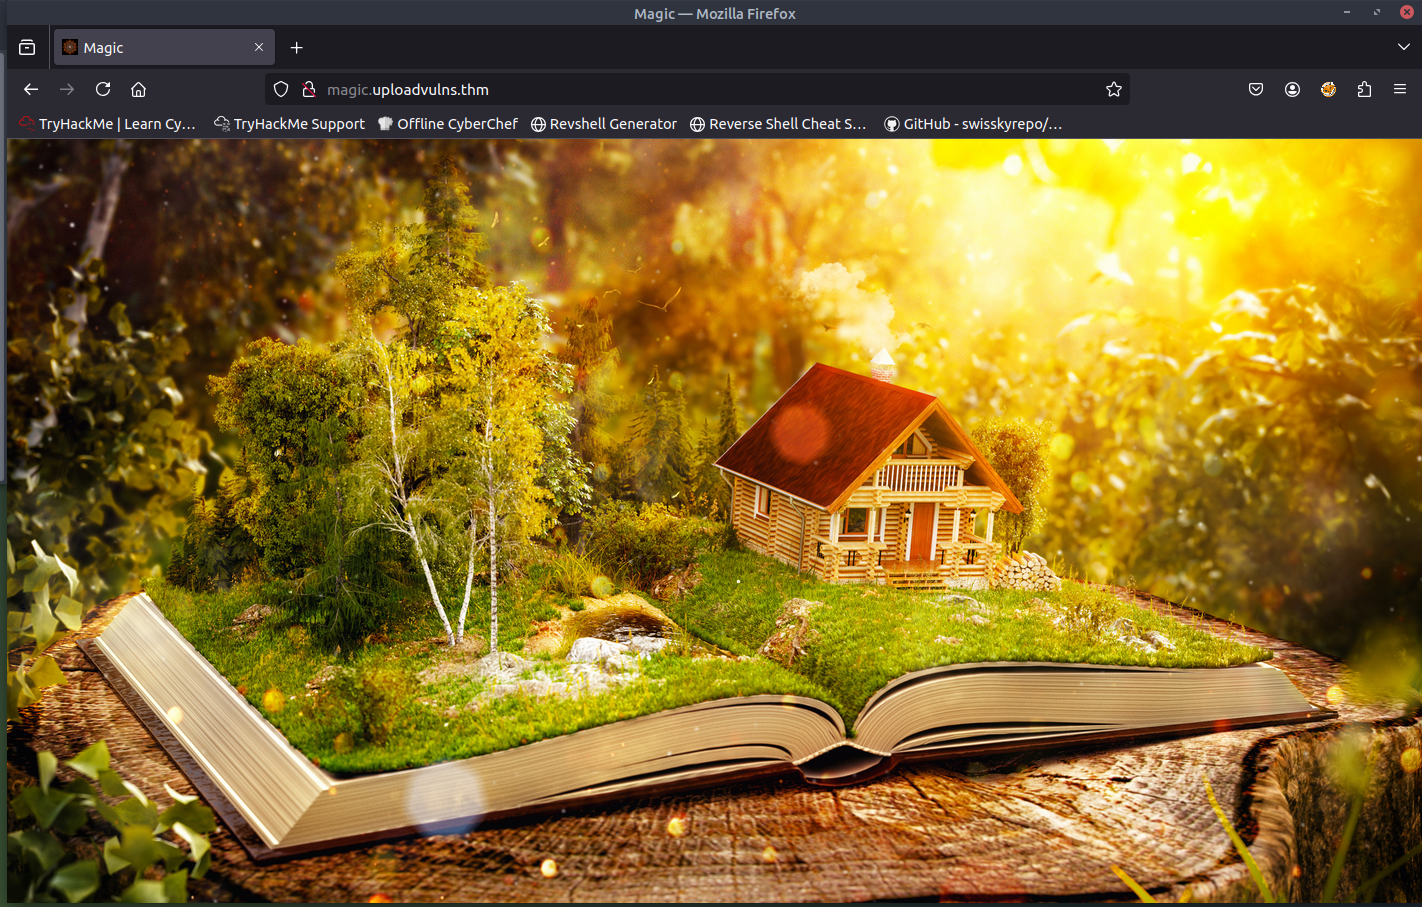 Magic — Mozilla Firefox
Magic
magic.uploadvulns.thm
TryHackMe | Learn Cy… TryHackMe Support Offline CyberChef Revshell Generator Reverse Shell Cheat S… GitHub - swisskyrepo/…